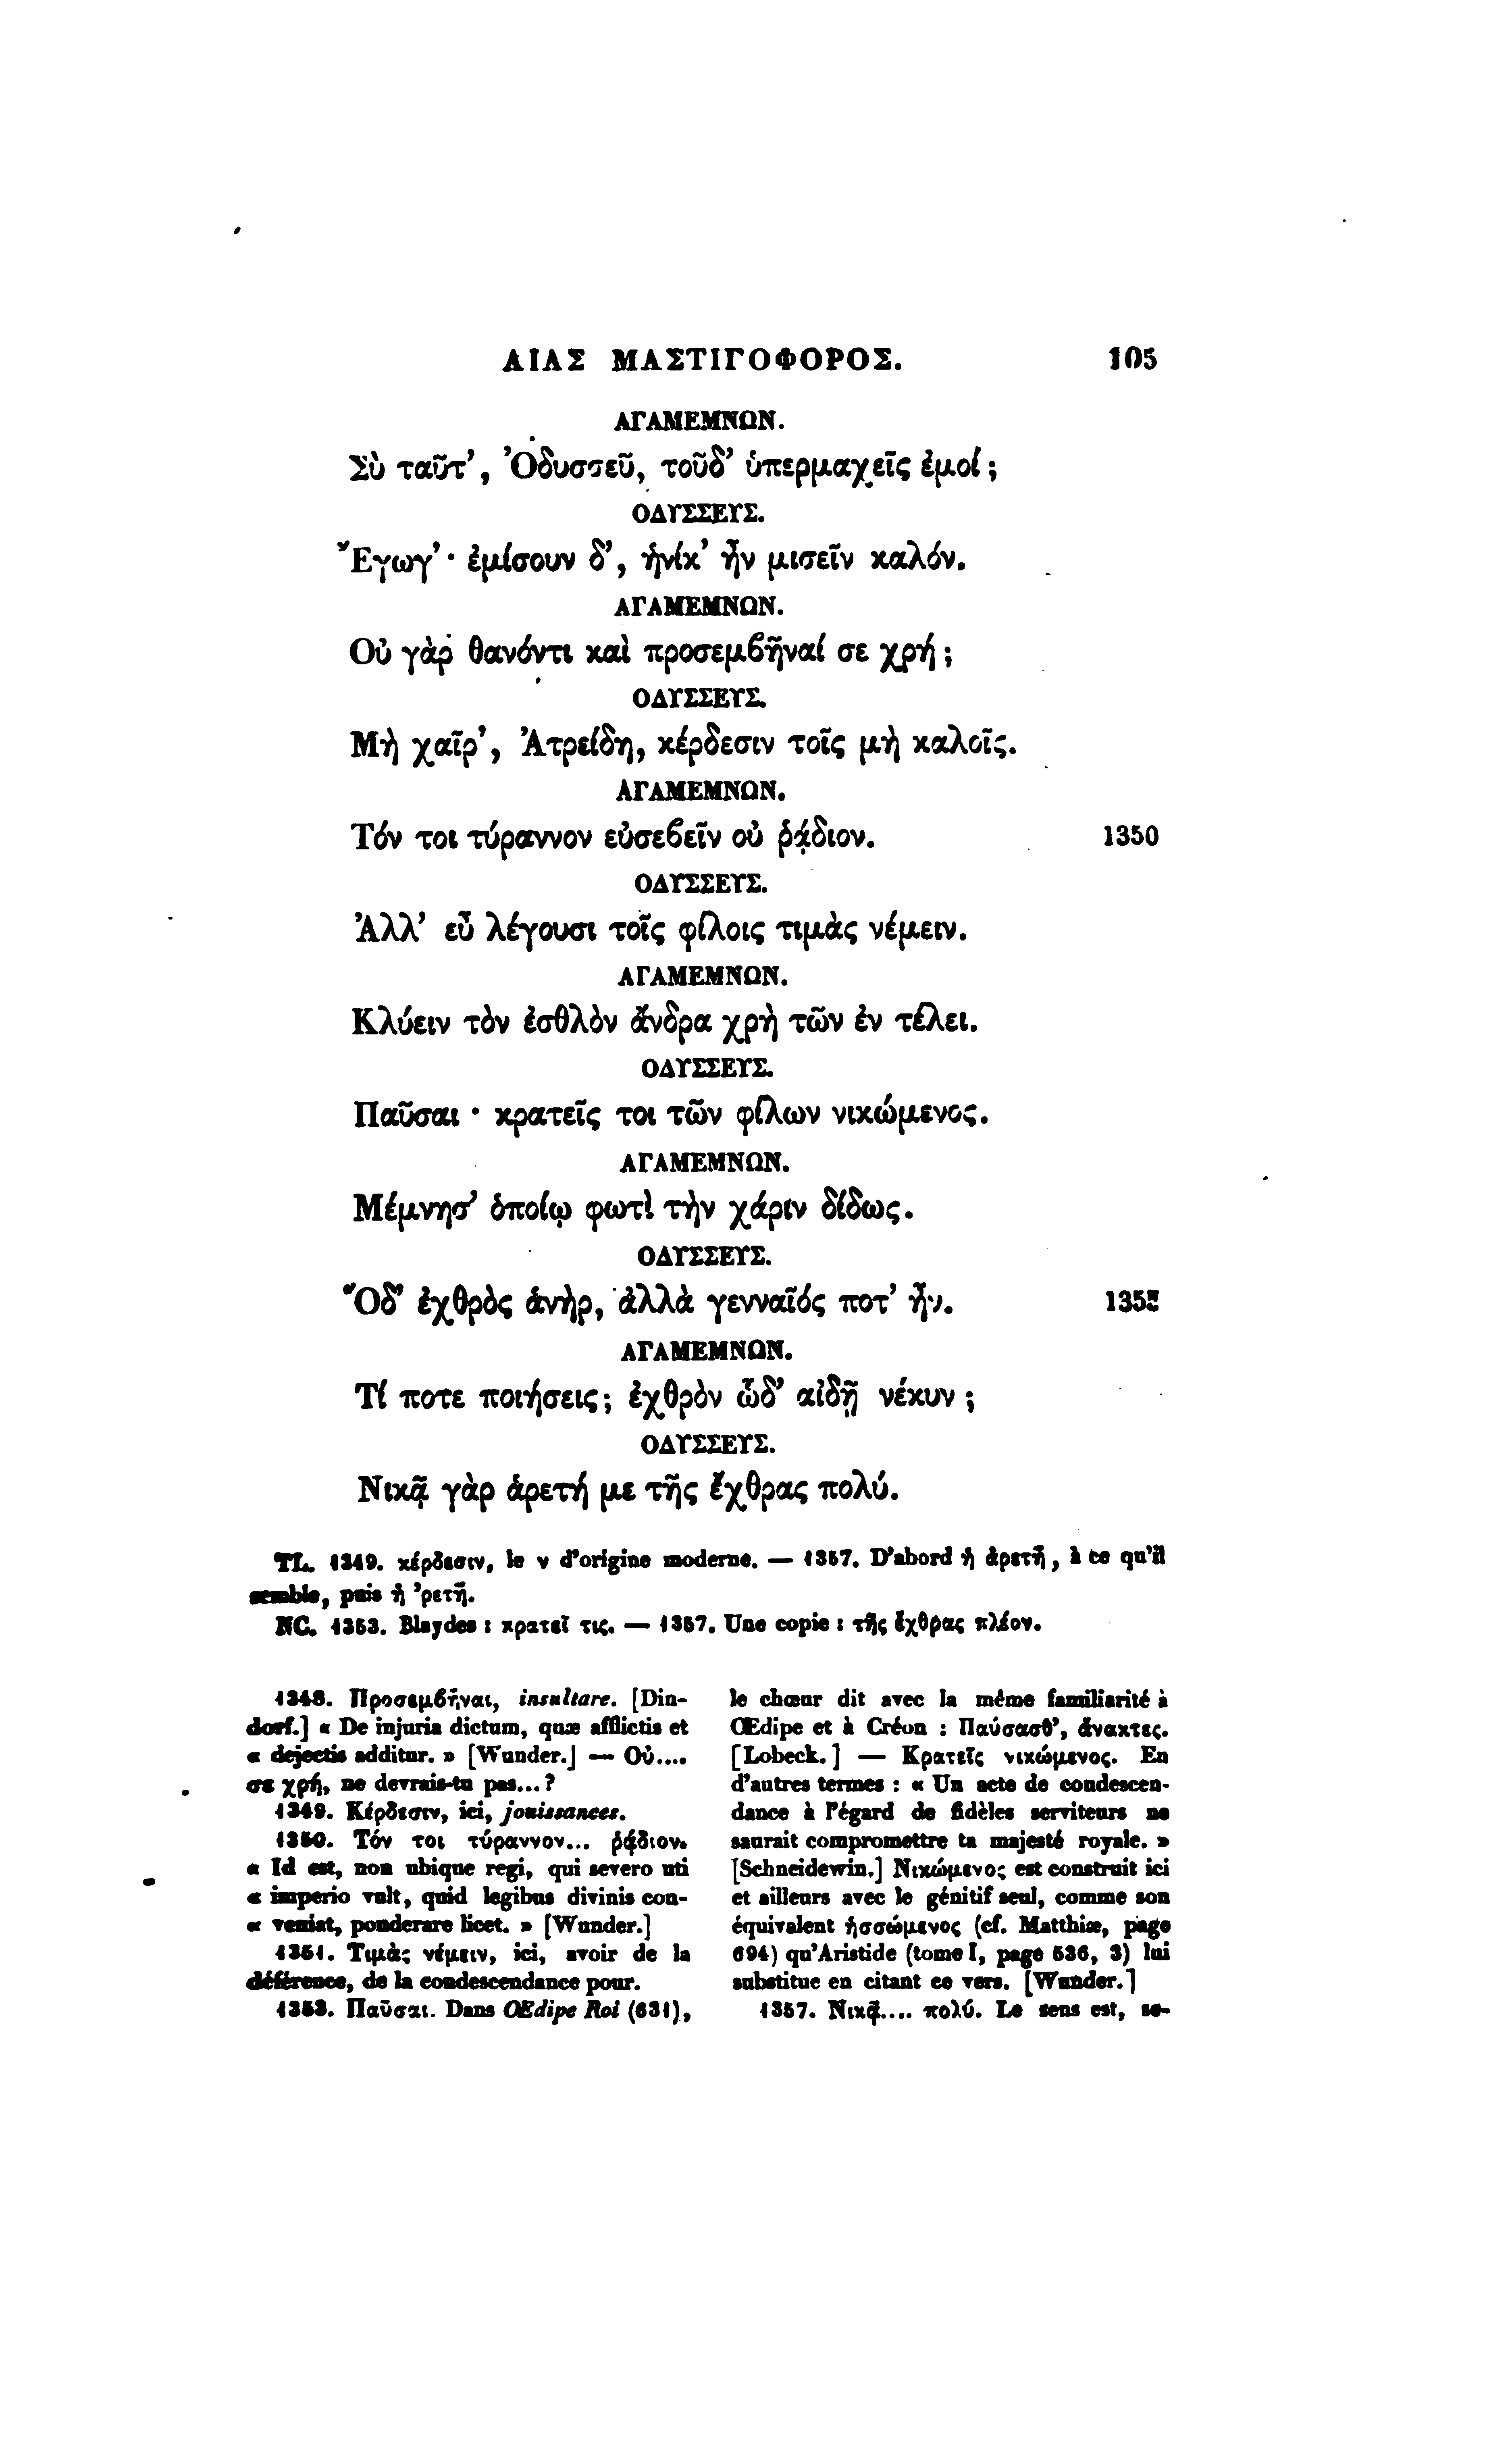 ΑΙΑΣ ΜΑΣΤΙΓΟΦΟΡΟΣ. 105
ΑΓΑΜΕΜΝΩΝ.
Σὺ ταῦτ’, Ὀδυσσεῦ, τοῦδ’ ὑπερμαχεῖς ἐμοί ;
ΟΔΥΣΣΕΥΣ.
Ἔγωγ’ · ἐμίσουν δ’, ἡνίκ’ ἦν μισεῖν καλόν.
ΑΓΑΜΕΜΝΩΝ.
Οὐ γὰρ θανόντι καὶ προσεμϐῆναί σε χρή ;
ΟΔΥΣΣΕΥΣ.
Μὴ χαῖρ’, Ἀτρείδη, κέρδεσιν τοῖς μὴ καλοῖς.
ΑΓΑΜΕΜΝΩΝ.
Τόν τοι τύραννον εὐσεϐεῖν οὐ ῥᾴδιον. 1350
ΟΔΥΣΣΕΥΣ.
Ἀλλ’ εὖ λέγουσι τοῖς φίλοις τιμὰς νέμειν.
ΑΓΑΜΕΜΝΩΝ.
Κλύειν τὸν ἐσθλὸν ἄνδρα χρὴ τῶν ἐν τέλει.
ΟΔΥΣΣΕΥΣ.
Παῦσαι · κρατεῖς τοι τῶν φίλων νικώμενος.
ΑΓΑΜΕΜΝΩΝ.
Μέμνησ’ ὁποίῳ φωτὶ τὴν χάριν δίδως.
ΟΔΥΣΣΕΥΣ.
Ὅδ’ ἐχθρὸς ἁνὴρ, ἀλλὰ γενναῖός ποτ’ ἦν. 1355
ΑΓΑΜΕΜΝΩΝ.
Τί ποτε ποιήσεις; ἐχθρὸν ὧδ’ αἰδῇ νέκυν ;
ΟΔΥΣΣΕΥΣ.
Νικᾷ γὰρ ἁρετή με τῆς ἔχθρας πολύ.
TL. 1349. κέρδεσιν, le ν d’origine moderne. — 1357. D’abord ἡ ἀρετὴ, à ce qu’il
semble, puis ἡ ’ρετὴ.
NC. 1353. Blaydes : κρατεῖ τις. — 1357. Une copie : τῆς ἔχθρας πλέον.
1348. Προσεμϐῆναι, insultare. [Din-
dorf.] « De injuria dictum, quæ afflictis et
« dejectis additur. » [Wunder.] — Οὐ....
σε χρή, ne devrais-tu pas...?
1349. Κέρδεσιν, ici, jouissances.
1350. Τόν τοι τύραννον... ῥᾴδιον.
« Id est, non ubique regi, qui severo uti
« imperio vult, quid legibus divinis con-
« veniat, ponderare licet. » [Wunder.]
1351. Τιμὰς νέμειν, ici, avoir de la
déférence, de la condescendance pour.
1353. Παῦσαι. Dans Œdipe Roi (631),
le chœur dit avec la même familiarité à
Œdipe et à Créon : Παύσασθ’, ἄνακτες.
[Lobeck.] — Κρατεῖς νικώμενος. En
d’autres termes : « Un acte de condescen-
dance à l’égard de fidèles serviteurs ne
saurait compromettre ta majesté royale. »
[Schneidewin.] Νικώμενος est construit ici
et ailleurs avec le génitif seul, comme son
équivalent ἡσσώμενος (cf. Matthiæ, page
694) qu’Aristide (tome I, page 536, 3) lui
substitue en citant ce vers. [Wunder.]
1357. Νικᾷ.... πολύ. Le sens est, se-